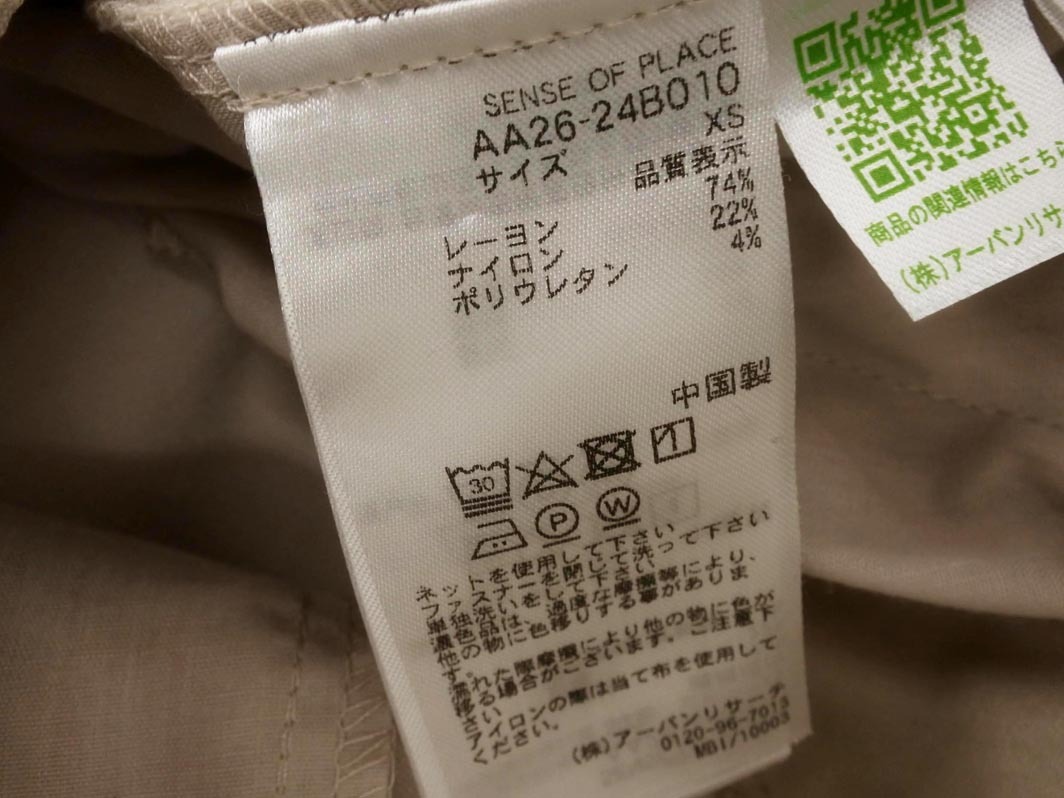 SENSE OF PLACE
AA26-24B010
サイズ XS
品質表示
レーヨン 74%
ナイロン 22%
ポリウレタン 4%
中国製
30
P W
ネットを使用して下さい
ファスナーを閉じて洗って下さい
単独洗いをして下さい。
濃色品は、過度な摩擦等により、
他の物に色移りする事がありま
す。
濡れた際摩擦により他の物に色が
移る場合がございます。ご注意下
さい
アイロンの際は当て布を使用して
ください。
(株)アーバンリサーチ
0120-96-7013
MBI/10003
商品の関連情報はこちら
(株)アーバンリサ